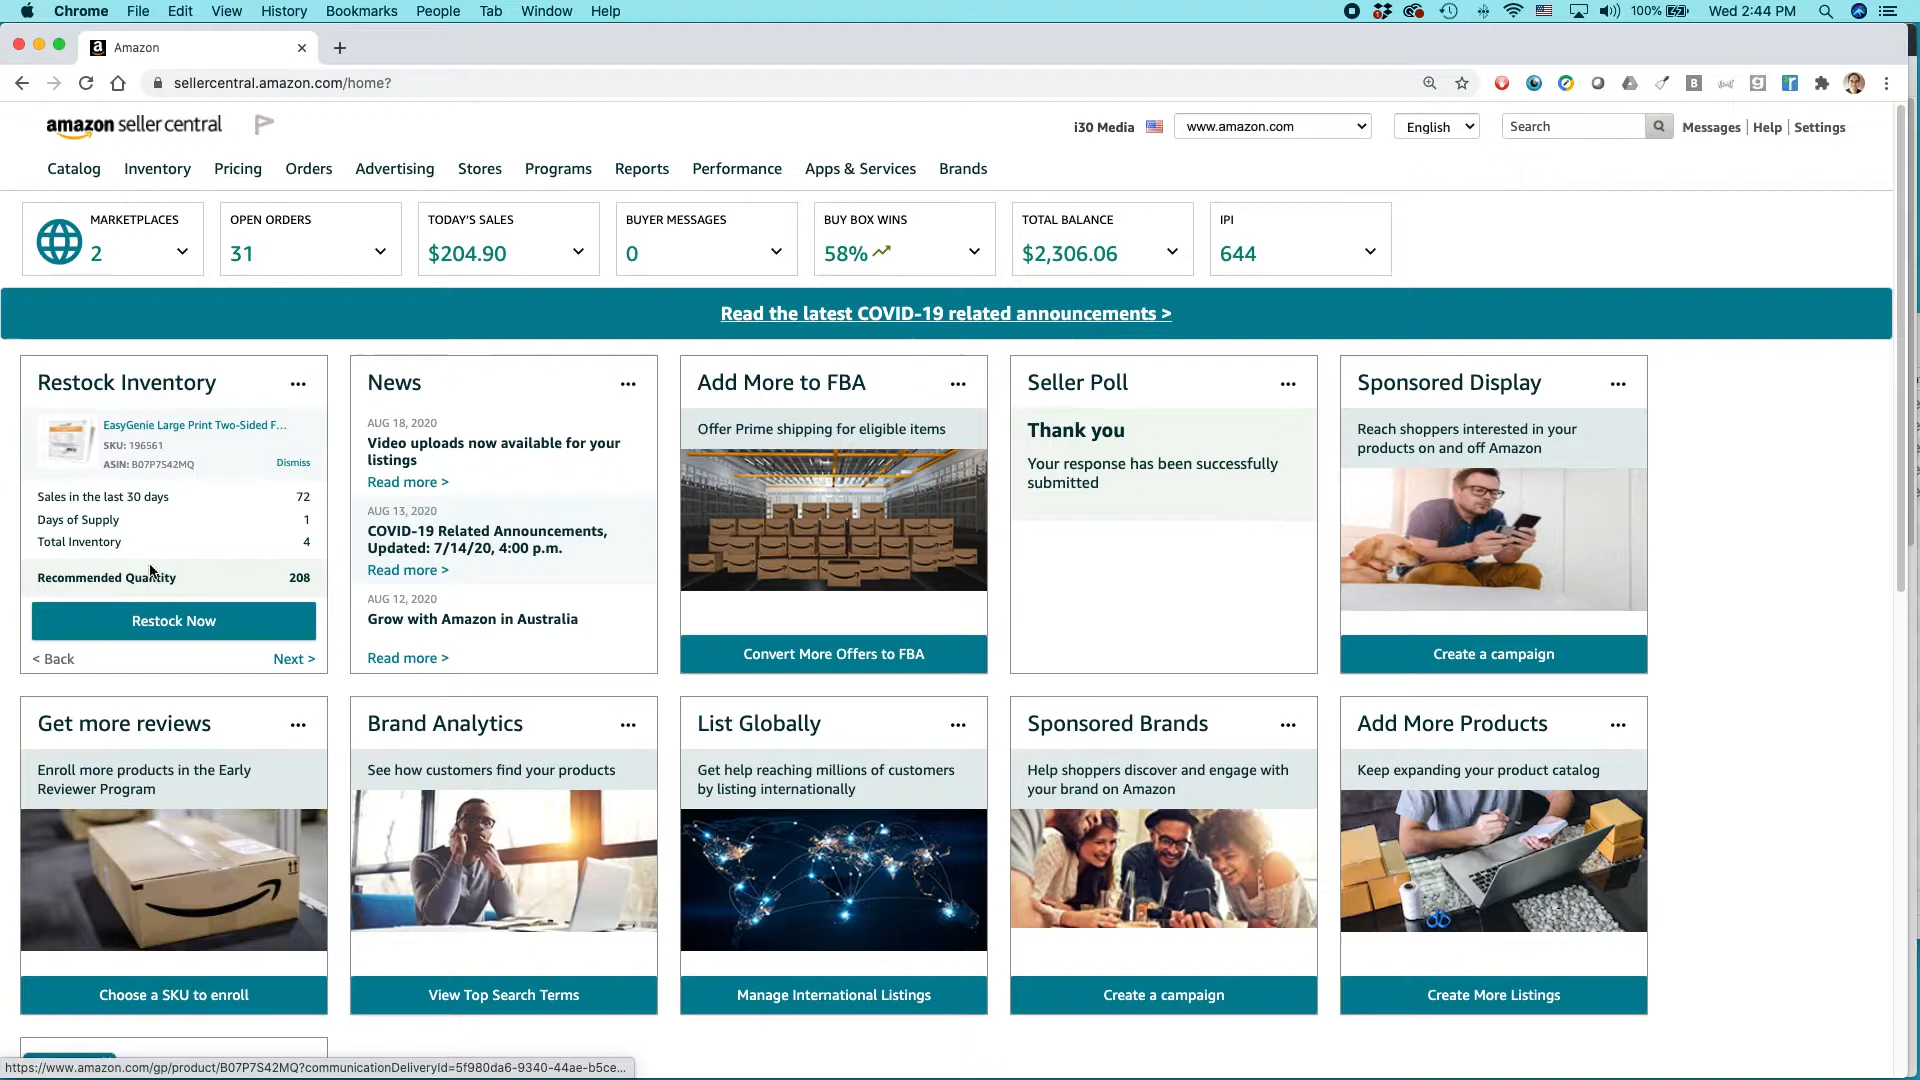 Chrome File Edit View History Bookmarks People Tab Window Help 100% Wed 2:44 PM
Amazon
sellercentral.amazon.com/home?
amazon seller central
i30 Media www.amazon.com English Search Messages Help Settings
Catalog Inventory Pricing Orders Advertising Stores Programs Reports Performance Apps & Services Brands
MARKETPLACES
2
OPEN ORDERS
31
TODAY'S SALES
$204.90
BUYER MESSAGES
0
BUY BOX WINS
58%
TOTAL BALANCE
$2,306.06
IPI
644
Read the latest COVID-19 related announcements >
Restock Inventory
EasyGenie Large Print Two-Sided F...
SKU: 196561
ASIN: B07P7S42MQ
Dismiss
Sales in the last 30 days 72
Days of Supply 1
Total Inventory 4
Recommended Quantity 208
Restock Now
< Back Next >
News
AUG 18, 2020
Video uploads now available for your
listings
Read more >
AUG 13, 2020
COVID-19 Related Announcements,
Updated: 7/14/20, 4:00 p.m.
Read more >
AUG 12, 2020
Grow with Amazon in Australia
Read more >
Add More to FBA
Offer Prime shipping for eligible items
Convert More Offers to FBA
Seller Poll
Thank you
Your response has been successfully
submitted
Sponsored Display
Reach shoppers interested in your
products on and off Amazon
Create a campaign
Get more reviews
Enroll more products in the Early
Reviewer Program
Choose a SKU to enroll
Brand Analytics
See how customers find your products
View Top Search Terms
List Globally
Get help reaching millions of customers
by listing internationally
Manage International Listings
Sponsored Brands
Help shoppers discover and engage with
your brand on Amazon
Create a campaign
Add More Products
Keep expanding your product catalog
Create More Listings
https://www.amazon.com/gp/product/B07P7S42MQ?communicationDeliveryId=5f980da6-9340-44ae-b5ce...